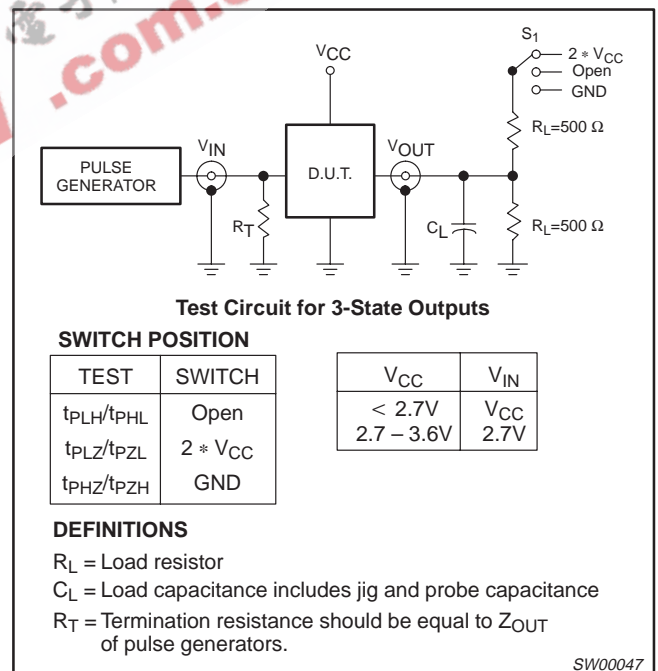 .com.
S1
VCC
2 * VCC
Open
GND
RL=500 Ω
VIN
VOUT
PULSE
GENERATOR
D.U.T.
RT
CL
RL=500 Ω
Test Circuit for 3-State Outputs
SWITCH POSITION
TEST SWITCH
tPLH/tPHL Open
tPLZ/tPZL 2 * VCC
tPHZ/tPZH GND
VCC VIN
< 2.7V VCC
2.7 – 3.6V 2.7V
DEFINITIONS
RL = Load resistor
CL = Load capacitance includes jig and probe capacitance
RT = Termination resistance should be equal to ZOUT
of pulse generators.
SW00047